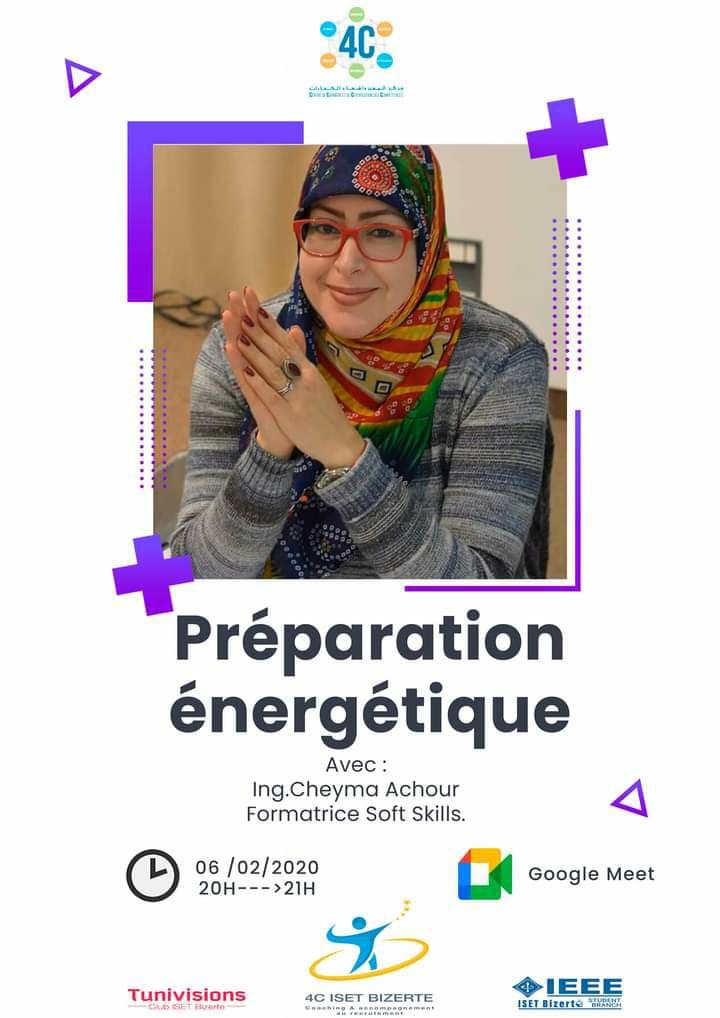 4C
Préparation
énergétique
Avec :
Ing.Cheyma Achour
Formatrice Soft Skills.
06 /02/2020
20H--->21H
Google Meet
Tunivisions
Club ISET Bizerte
4C ISET BIZERTE
Coaching & accompagnement
au recrutement
IEEE
ISET Bizerte STUDENT
BRANCH